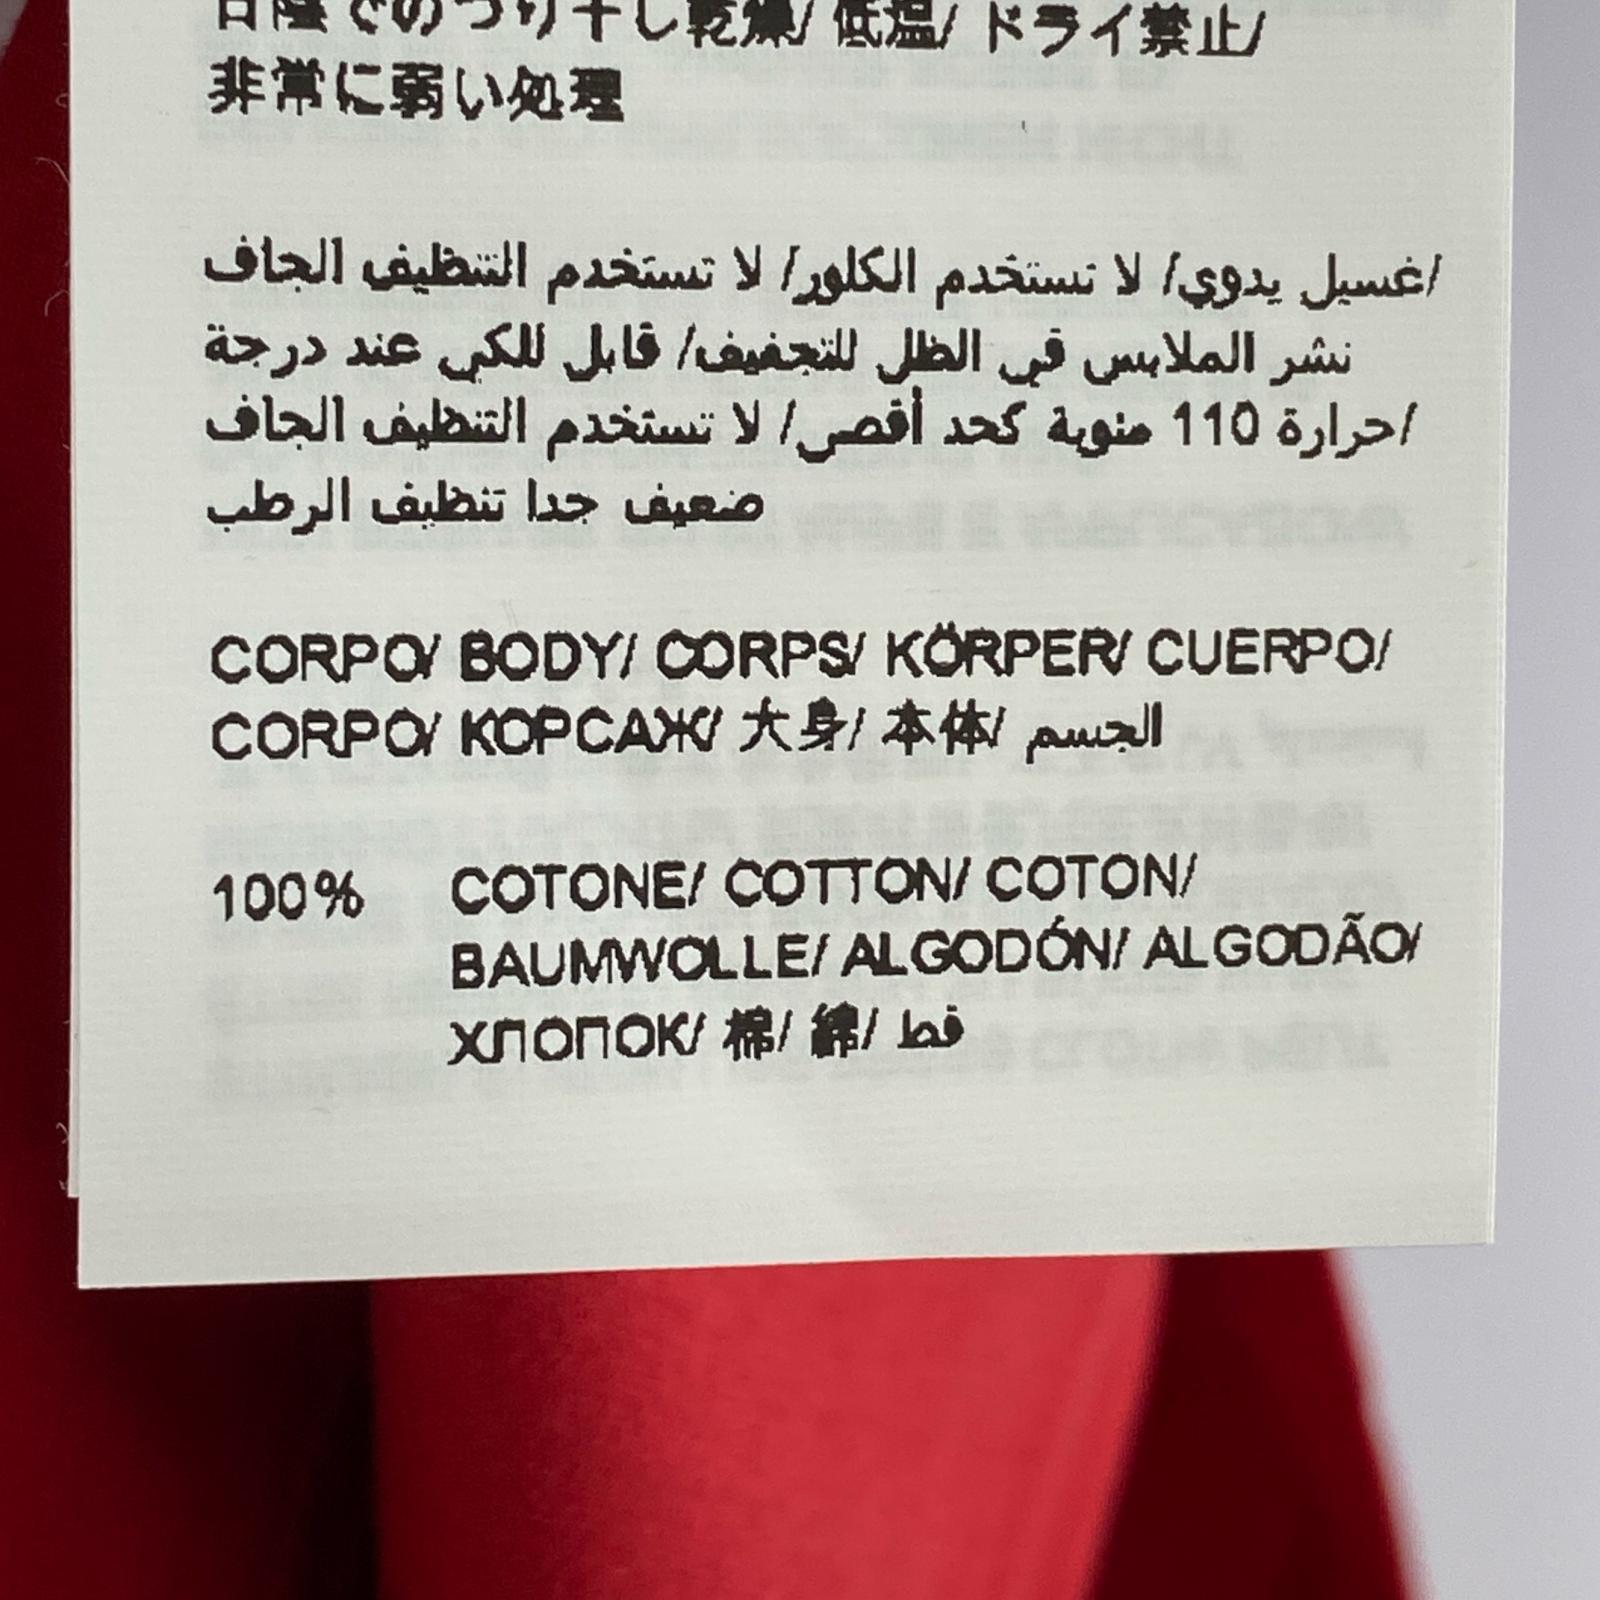 日陰でのつり干し乾燥/ 低温/ ドライ禁止/
非常に弱い処理
غسيل يدوي/ لا تستخدم الكلور/ لا تستخدم التنظيف الجاف/
نشر الملابس في الظل للتجفيف/ قابل للكي عند درجة
حرارة 110 مئوية كحد أقصى/ لا تستخدم التنظيف الجاف/
ضعيف جدا تنظيف الرطب
CORPO/ BODY/ CORPS/ KÖRPER/ CUERPO/
CORPO/ КОРСАЖ/ 大身/ 本体/ الجسم
100% COTONE/ COTTON/ COTON/
BAUMWOLLE/ ALGODÓN/ ALGODÃO/
ХЛОПОК/ 棉/ 綿/ قطن